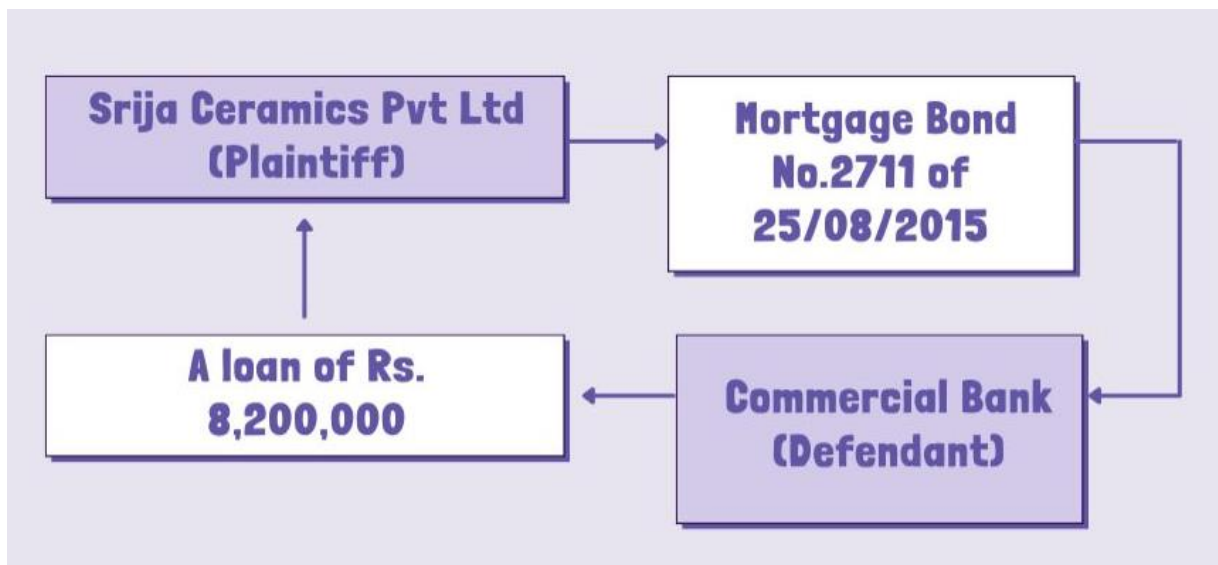 Srija Ceramics Pvt Ltd
(Plaintiff)
Mortgage Bond
No.2711 of
25/08/2015
A loan of Rs.
8,200,000
Commercial Bank
(Defendant)